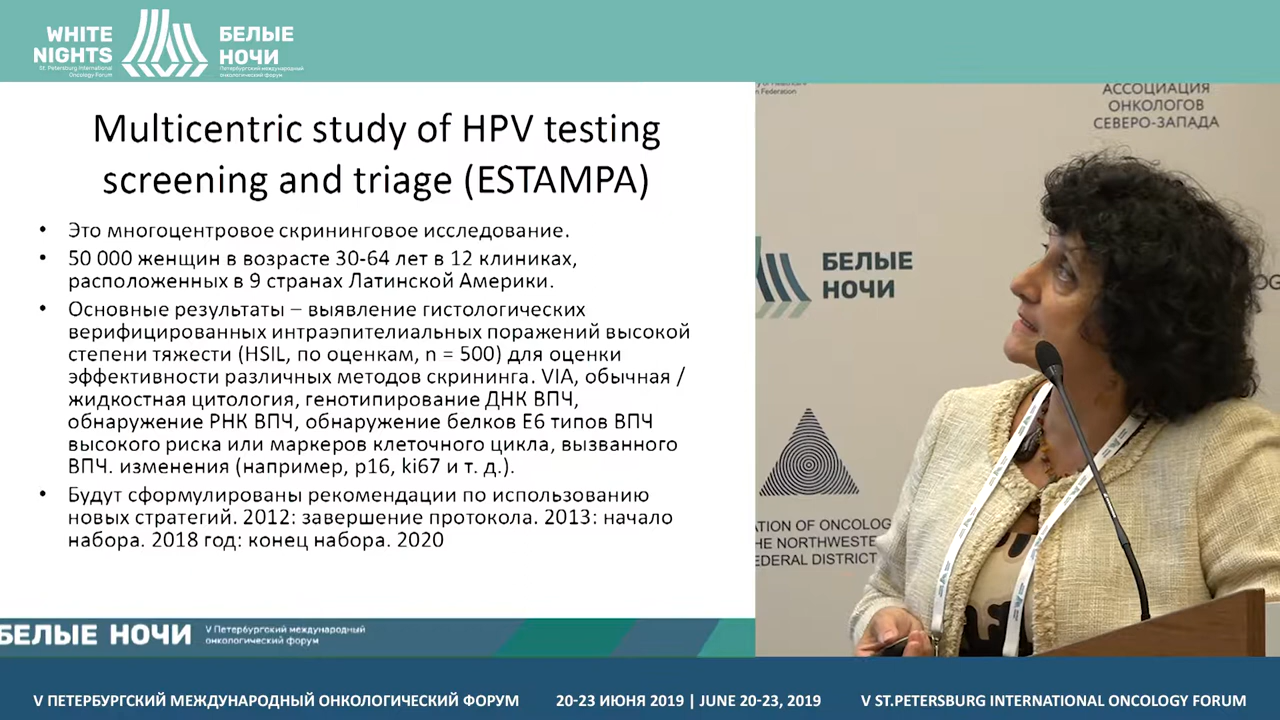 WHITE
NIGHTS
St. Petersburg International
Oncology Forum
БЕЛЫЕ
НОЧИ
Петербургский международный
онкологический форум
Multicentric study of HPV testing
screening and triage (ESTAMPA)
• Это многоцентровое скрининговое исследование.
• 50 000 женщин в возрасте 30-64 лет в 12 клиниках,
расположенных в 9 странах Латинской Америки.
• Основные результаты – выявление гистологических
верифицированных интраэпителиальных поражений высокой
степени тяжести (HSIL, по оценкам, n = 500) для оценки
эффективности различных методов скрининга. VIA, обычная /
жидкостная цитология, генотипирование ДНК ВПЧ,
обнаружение РНК ВПЧ, обнаружение белков E6 типов ВПЧ
высокого риска или маркеров клеточного цикла, вызванного
ВПЧ. изменения (например, p16, ki67 и т. д.).
• Будут сформулированы рекомендации по использованию
новых стратегий. 2012: завершение протокола. 2013: начало
набора. 2018 год: конец набора. 2020
n Federation
АССОЦИАЦИЯ
ОНКОЛОГОВ
СЕВЕРО-ЗАПАДА
БЕЛЫЕ
НОЧИ
ATION OF ONCOLOG
HE NORTHWESTE
EDERAL DISTRICT
БЕЛЫЕ НОЧИ
V Петербургский международный
онкологический форум
V ПЕТЕРБУРГСКИЙ МЕЖДУНАРОДНЫЙ ОНКОЛОГИЧЕСКИЙ ФОРУМ
20-23 ИЮНЯ 2019 | JUNE 20-23, 2019
V ST.PETERSBURG INTERNATIONAL ONCOLOGY FORUM